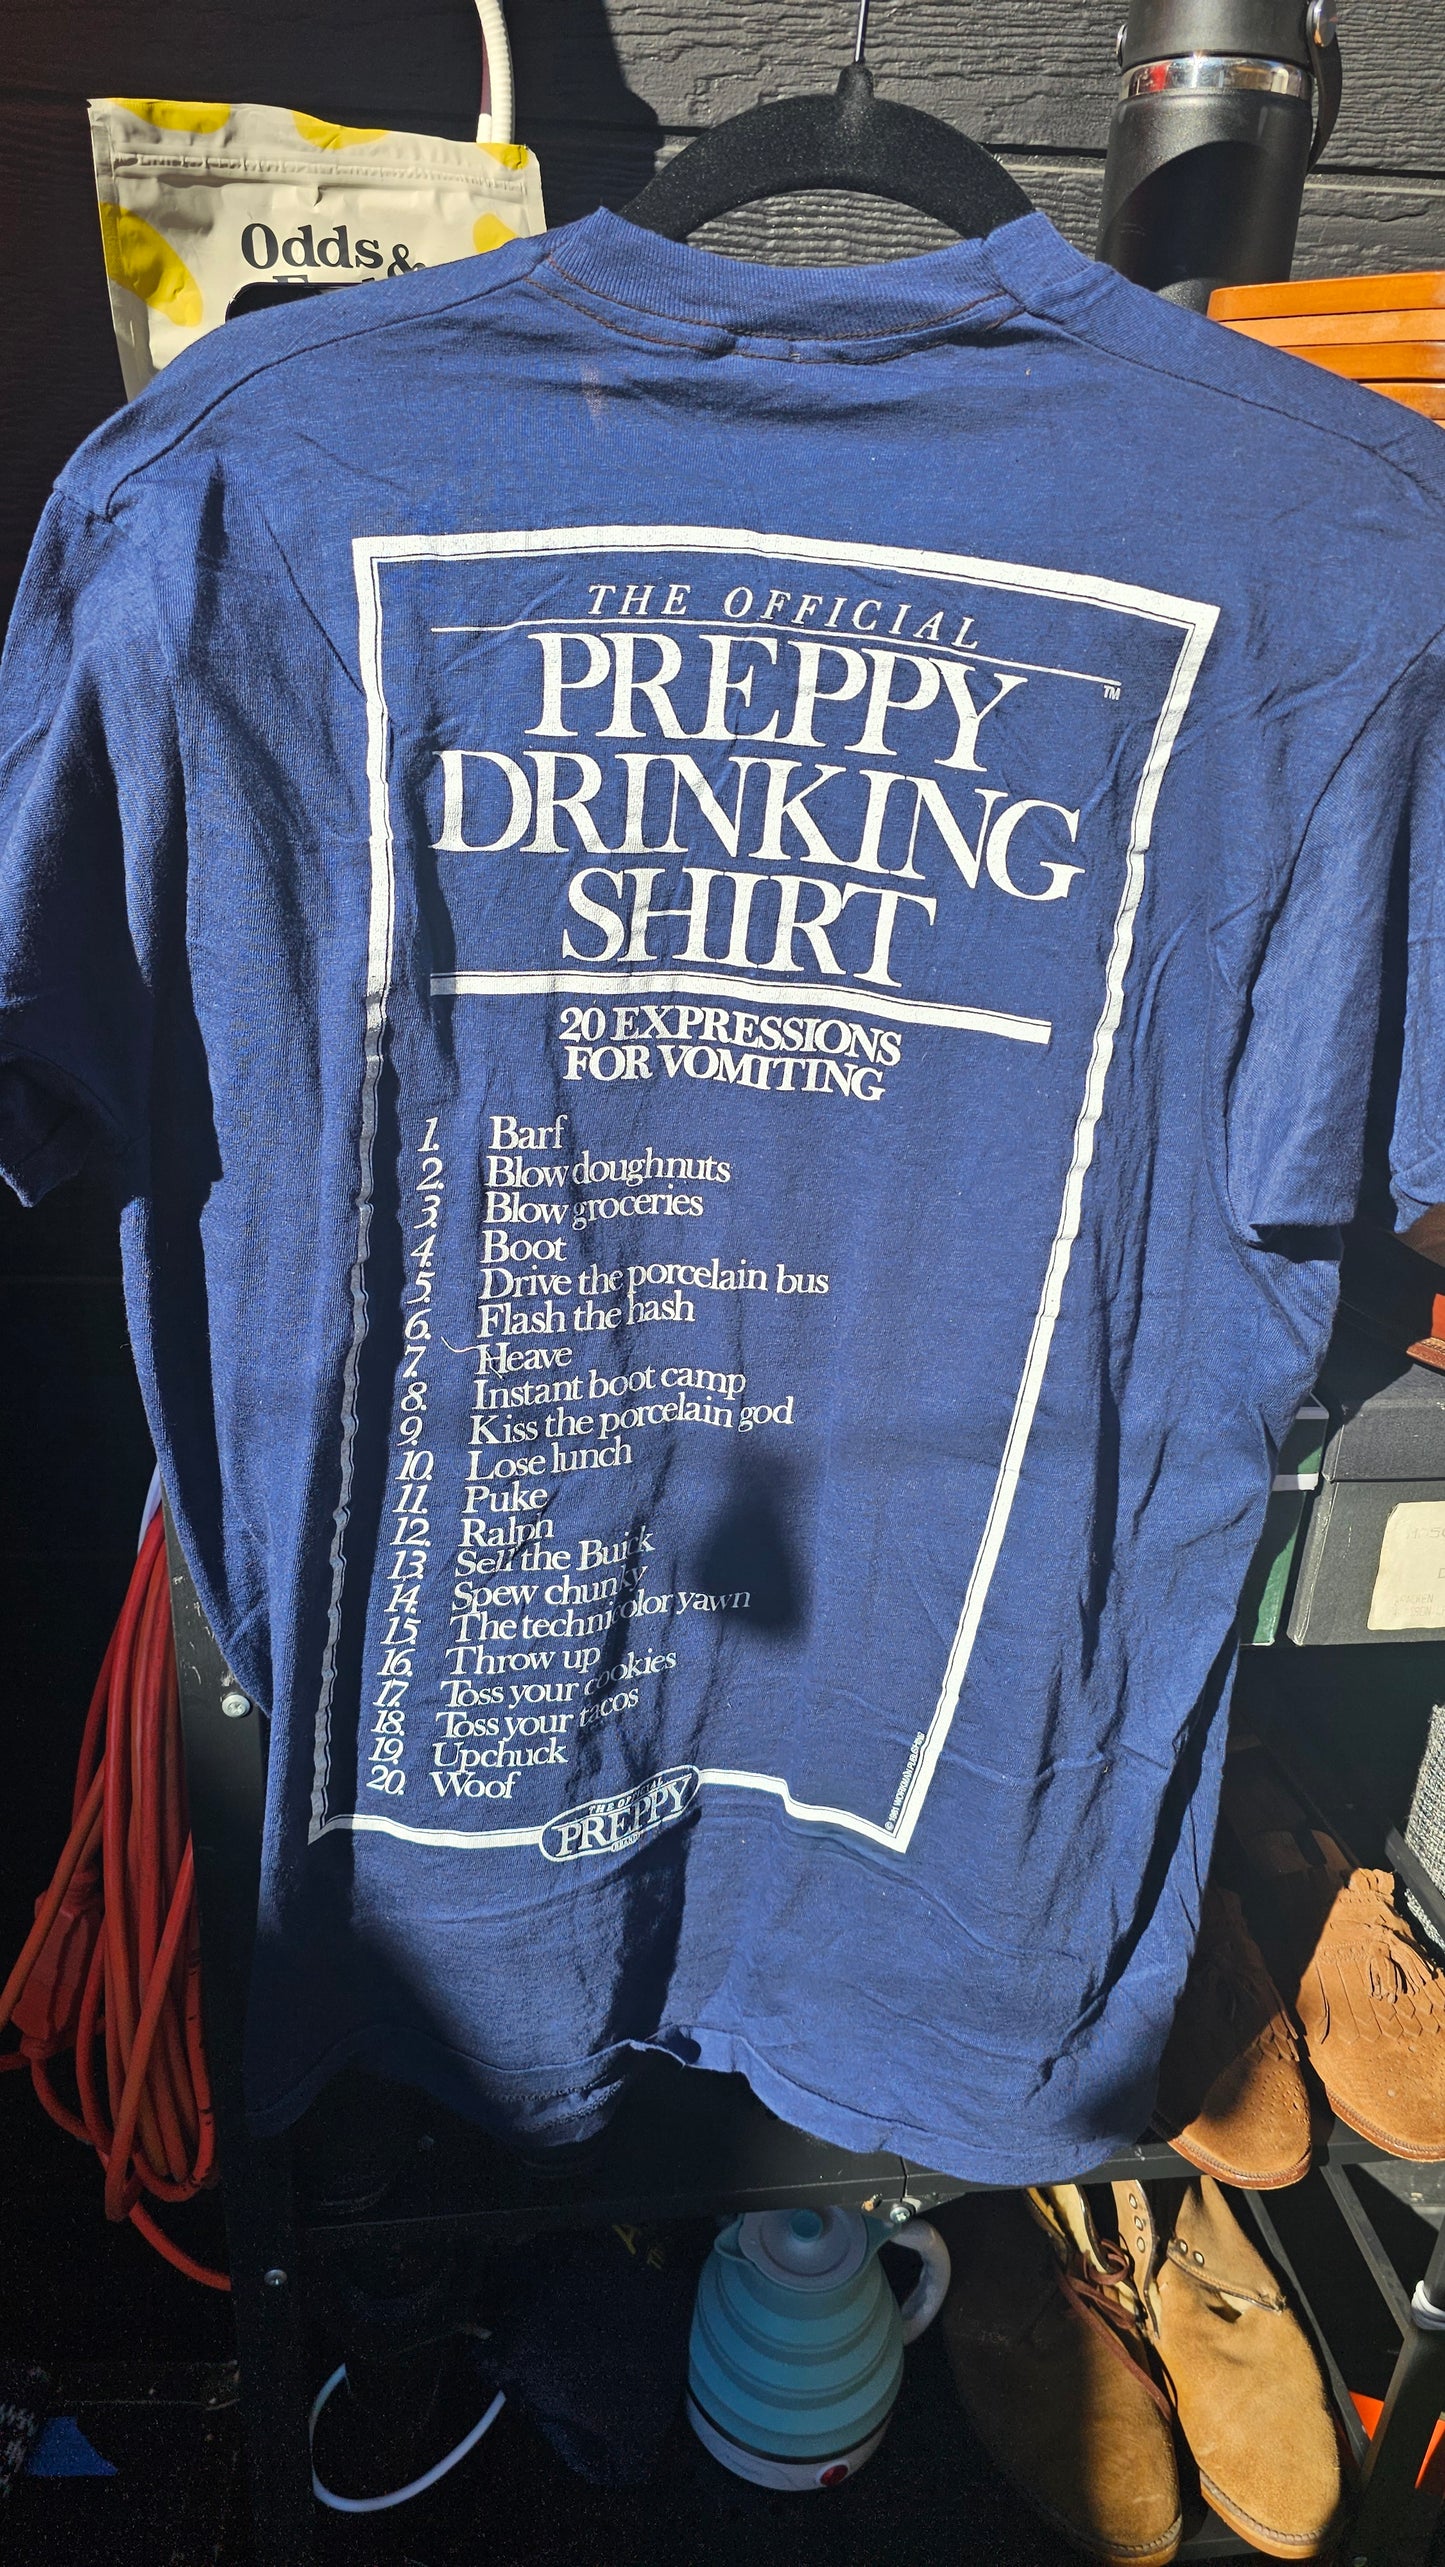 Odds &
THE OFFICIAL
PREPPY
TM
DRINKING
SHIRT
20 EXPRESSIONS
FOR VOMITING
1. Barf
2. Blow doughnuts
3. Blow groceries
4. Boot
5. Drive the porcelain bus
6. Flash the hash
7. Heave
8. Instant boot camp
9. Kiss the porcelain god
10. Lose lunch
11. Puke
12. Ralph
13. Sell the Buick
14. Spew chunky
15. The technicolor yawn
16. Throw up
17. Toss your cookies
18. Toss your tacos
19. Upchuck
20. Woof
THE OFFICIAL
PREPPY
© 1981 WORKMAN PUBLISHING